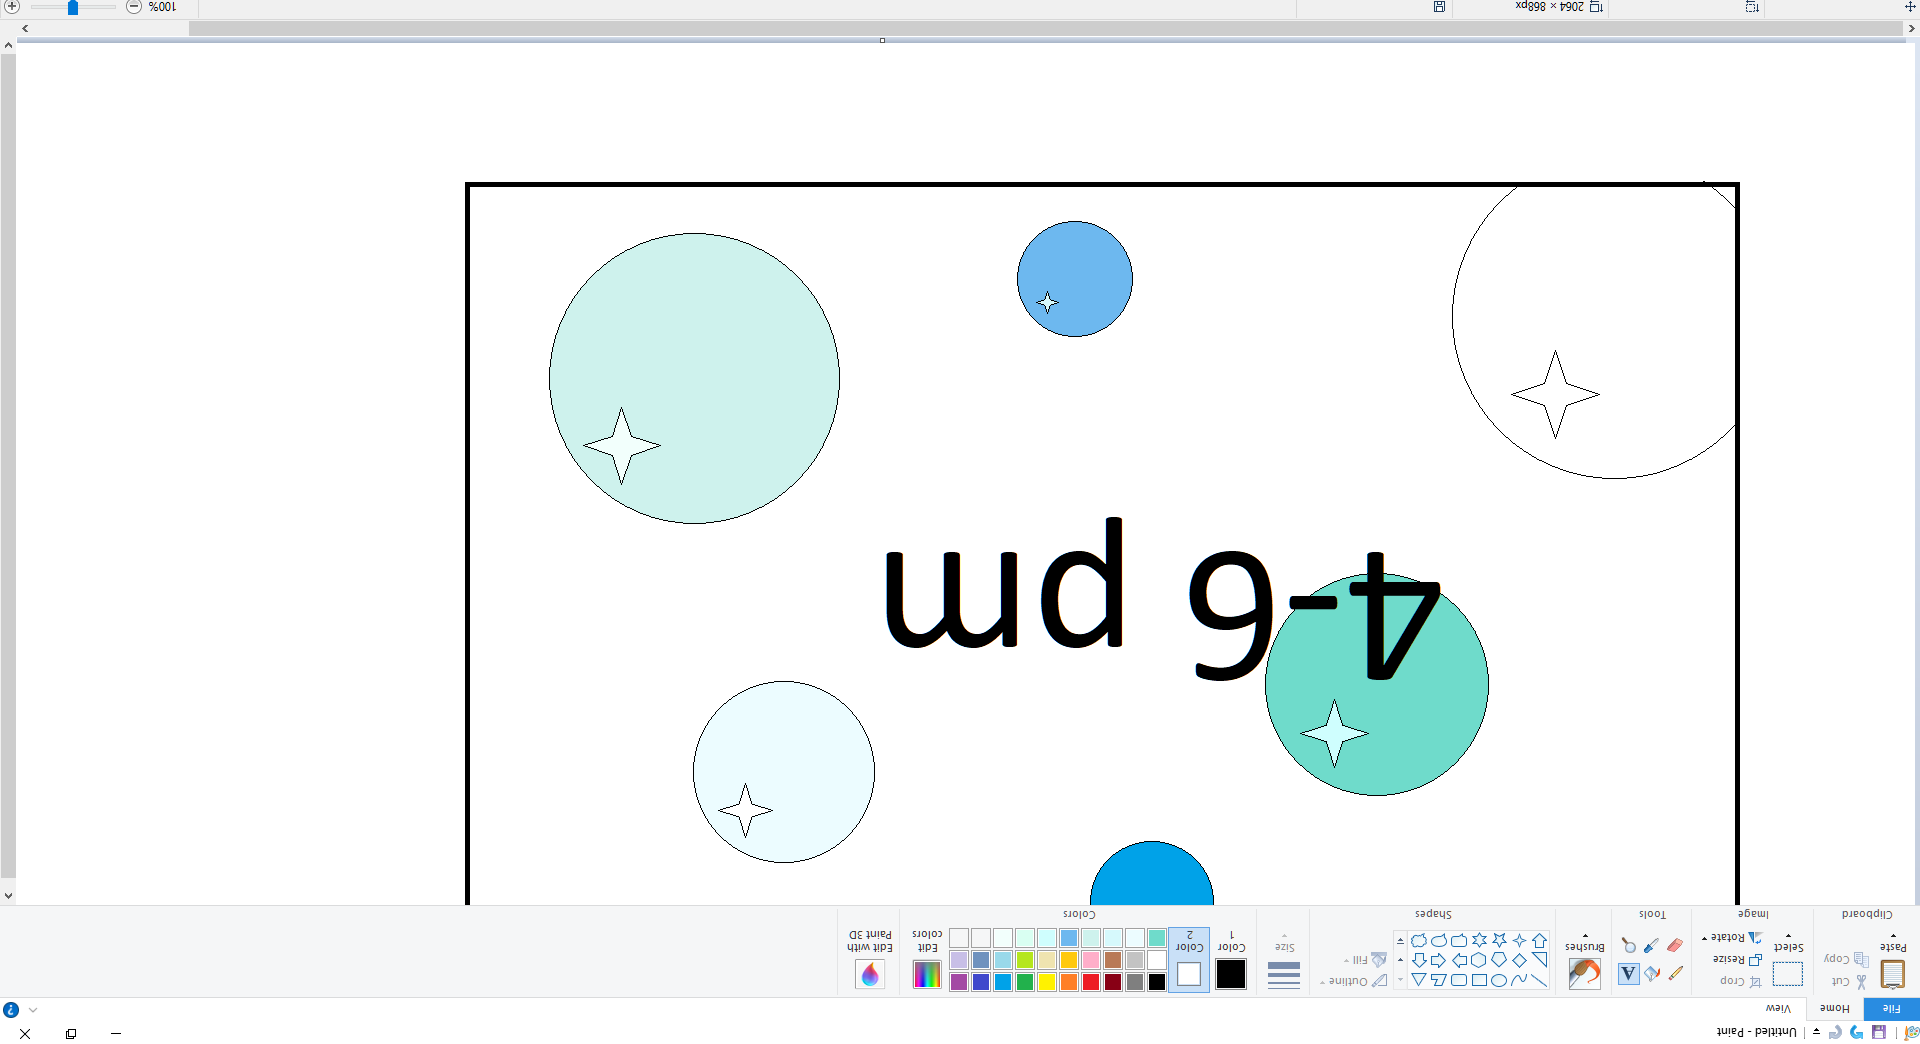 Untitled - Paint
File
Home
View
Paste
Cut
Copy
Clipboard
Select
Crop
Resize
Rotate
Image
Tools
Brushes
Outline
Fill
Shapes
Size
Color 1
Color 2
Edit colors
Colors
Edit with Paint 3D
4-6 pm
2064 × 868px
100%